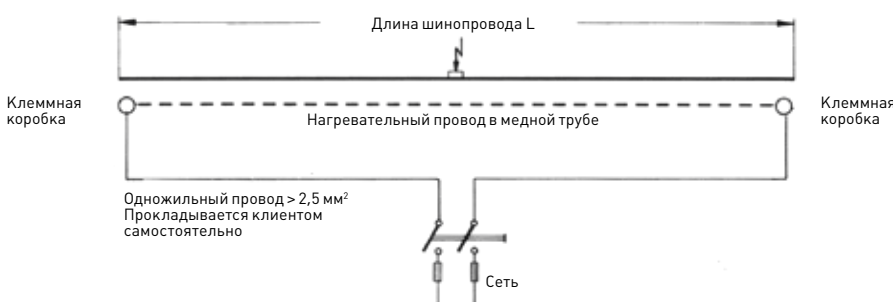 Длина шинопровода L
Клеммная
коробка
Клеммная
коробка
Нагревательный провод в медной трубе
Одножильный провод > 2,5 мм²
Прокладывается клиентом
самостоятельно
Сеть